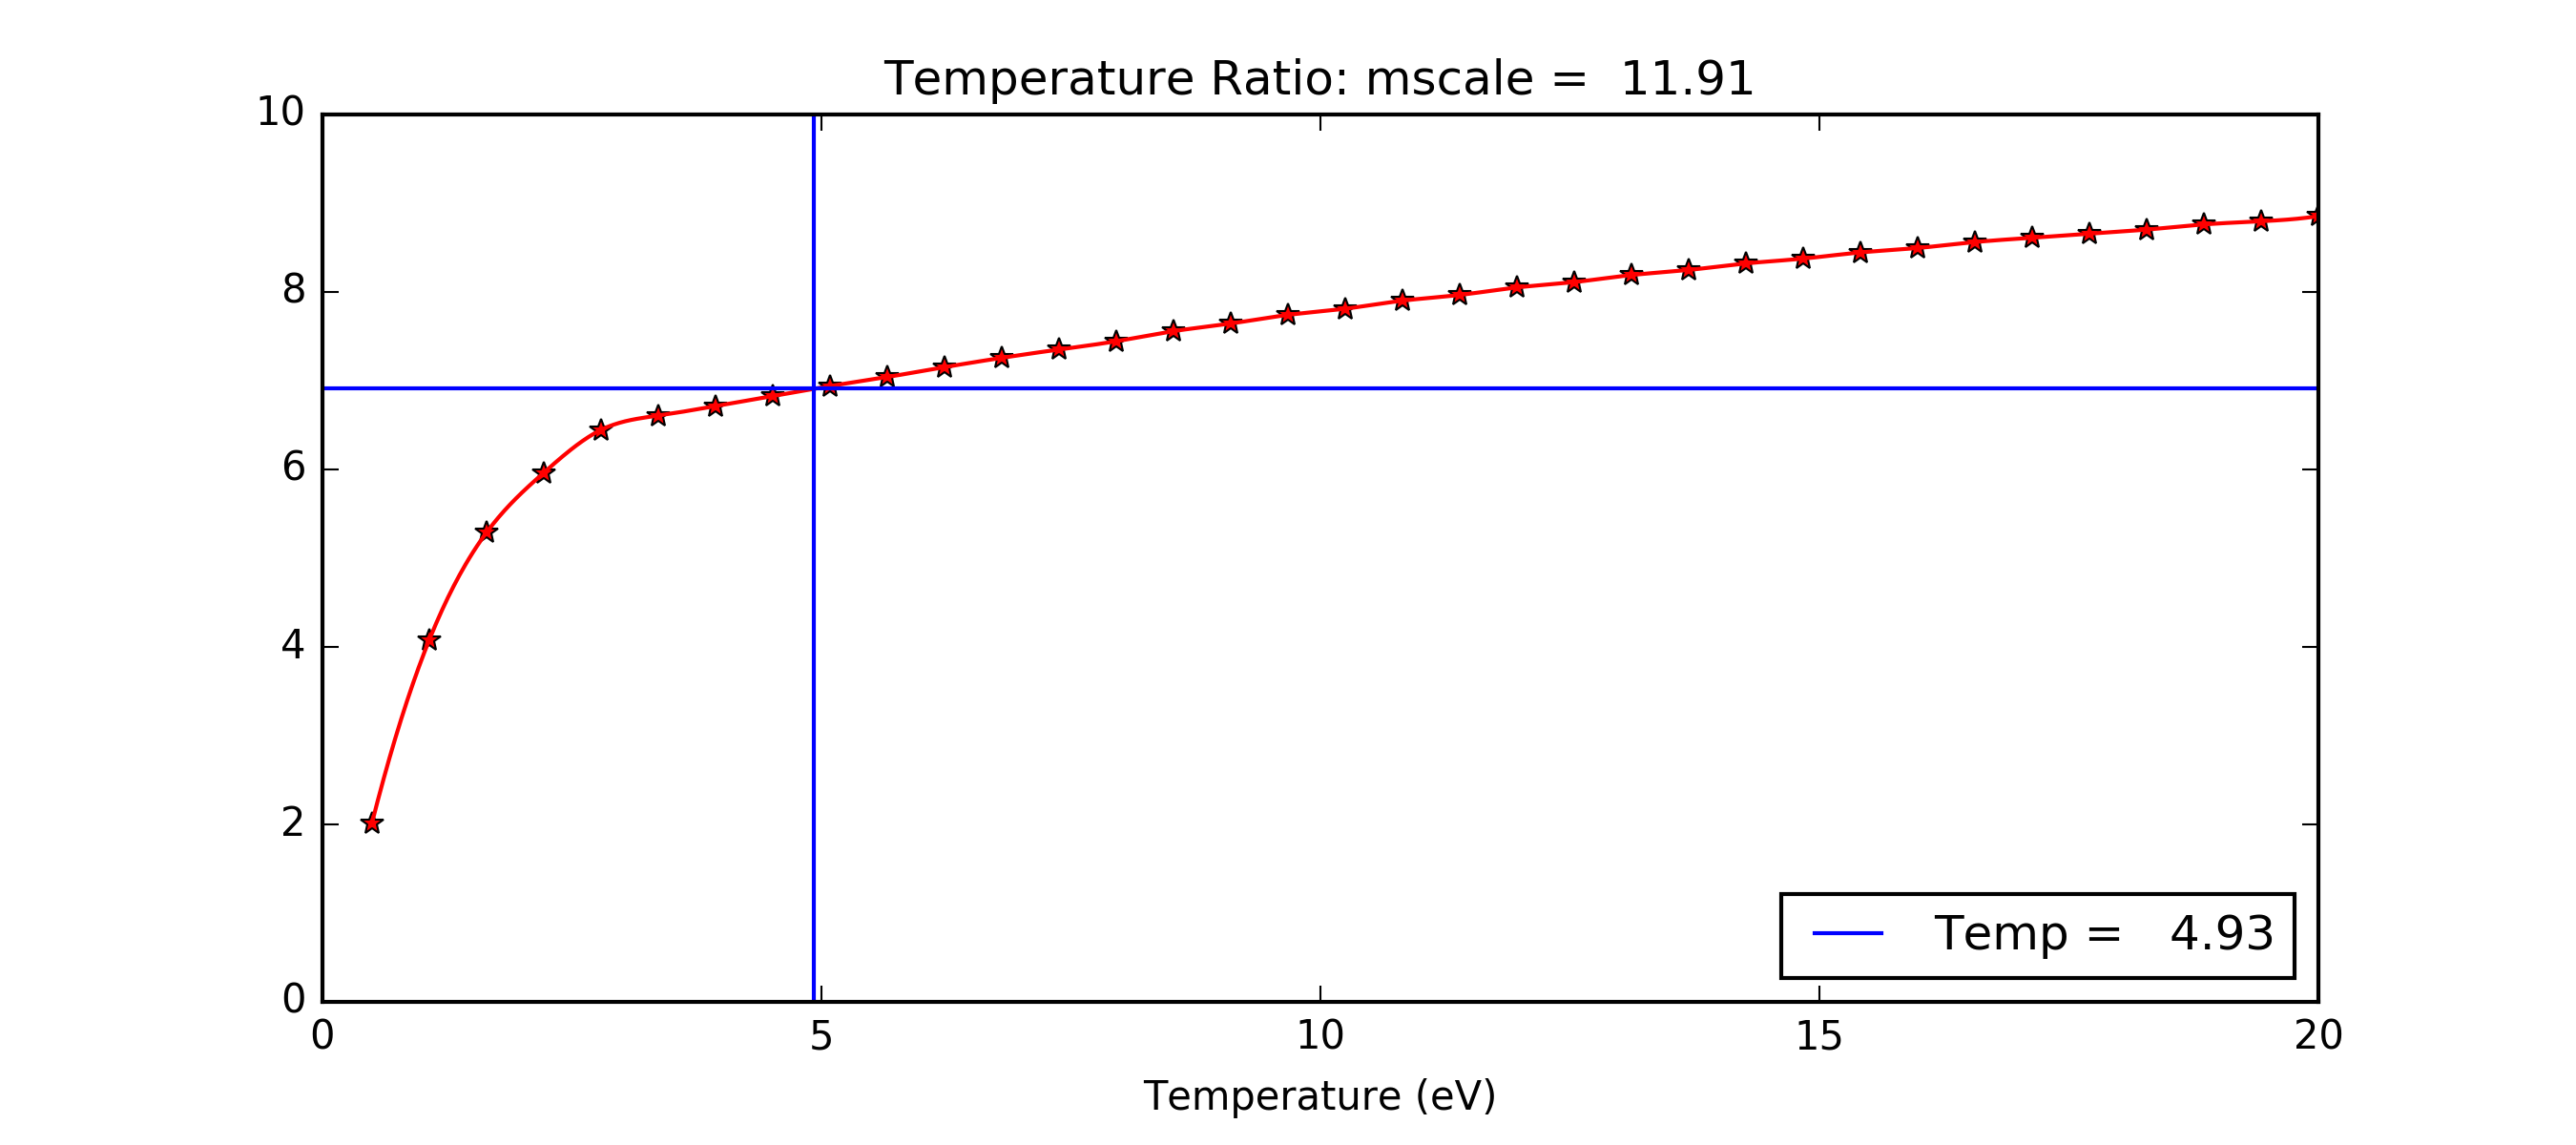 Temperature Ratio: mscale = 11.91
10
8
6
4
2
0
0 5 10 15 20
Temperature (eV)
Temp = 4.93